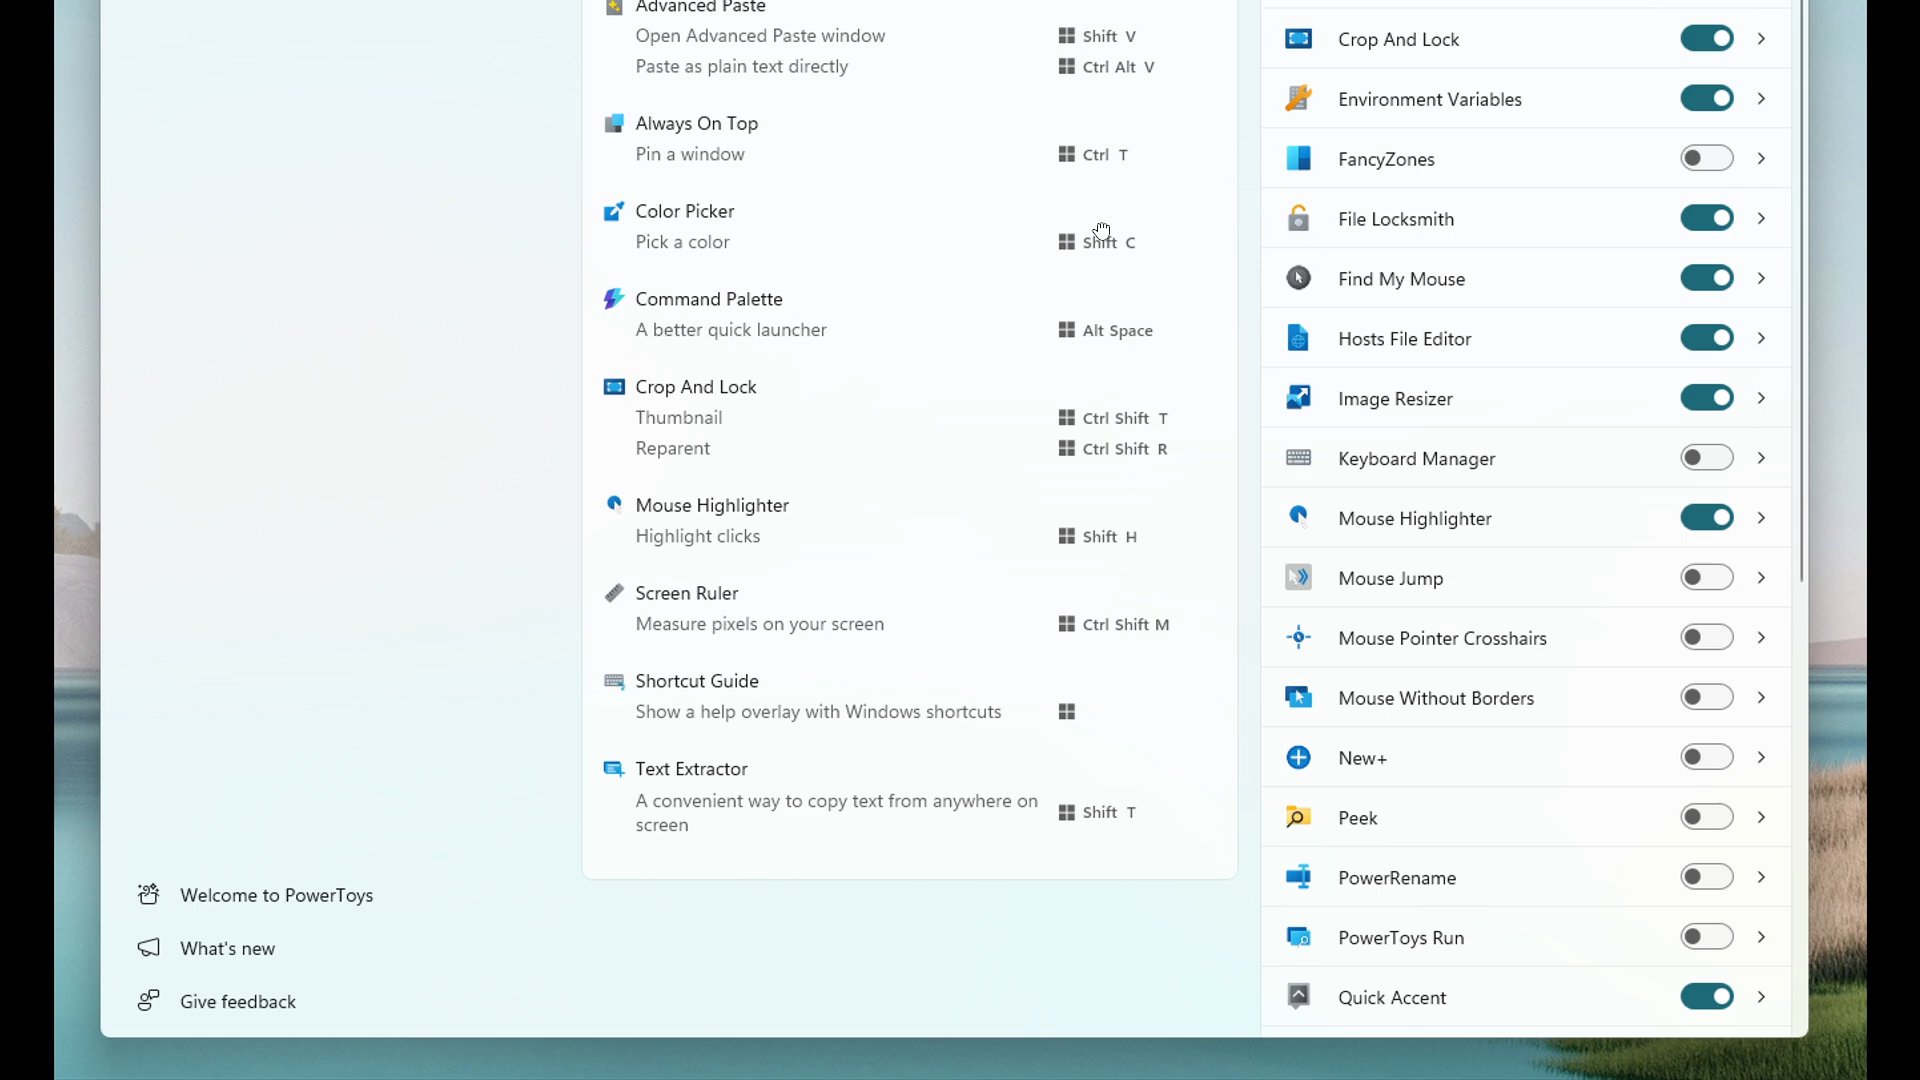 Advanced Paste
Open Advanced Paste window Shift V
Paste as plain text directly Ctrl Alt V
Always On Top
Pin a window Ctrl T
Color Picker
Pick a color Shift C
Command Palette
A better quick launcher Alt Space
Crop And Lock
Thumbnail Ctrl Shift T
Reparent Ctrl Shift R
Mouse Highlighter
Highlight clicks Shift H
Screen Ruler
Measure pixels on your screen Ctrl Shift M
Shortcut Guide
Show a help overlay with Windows shortcuts
Text Extractor
A convenient way to copy text from anywhere on
screen Shift T
Crop And Lock
Environment Variables
FancyZones
File Locksmith
Find My Mouse
Hosts File Editor
Image Resizer
Keyboard Manager
Mouse Highlighter
Mouse Jump
Mouse Pointer Crosshairs
Mouse Without Borders
New+
Peek
PowerRename
PowerToys Run
Quick Accent
Welcome to PowerToys
What's new
Give feedback